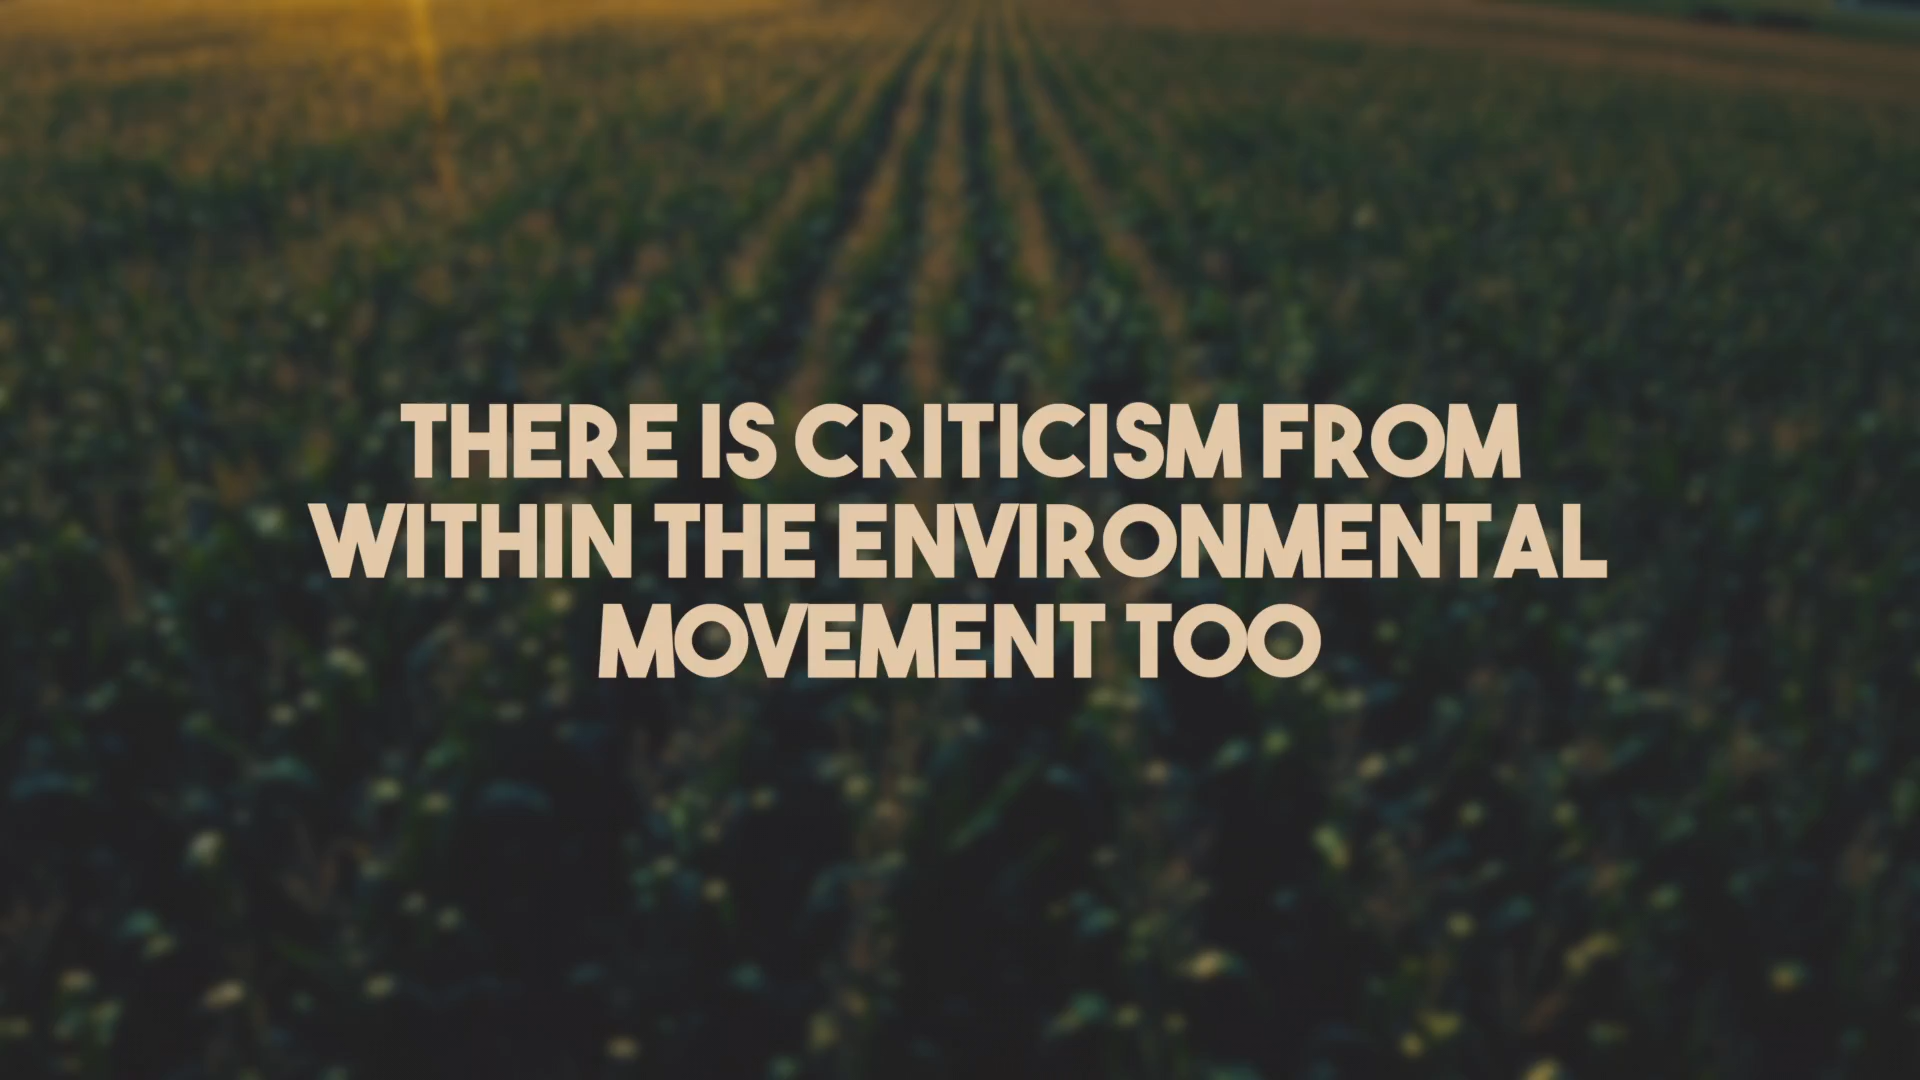 THERE IS CRITICISM FROM
WITHIN THE ENVIRONMENTAL
MOVEMENT TOO